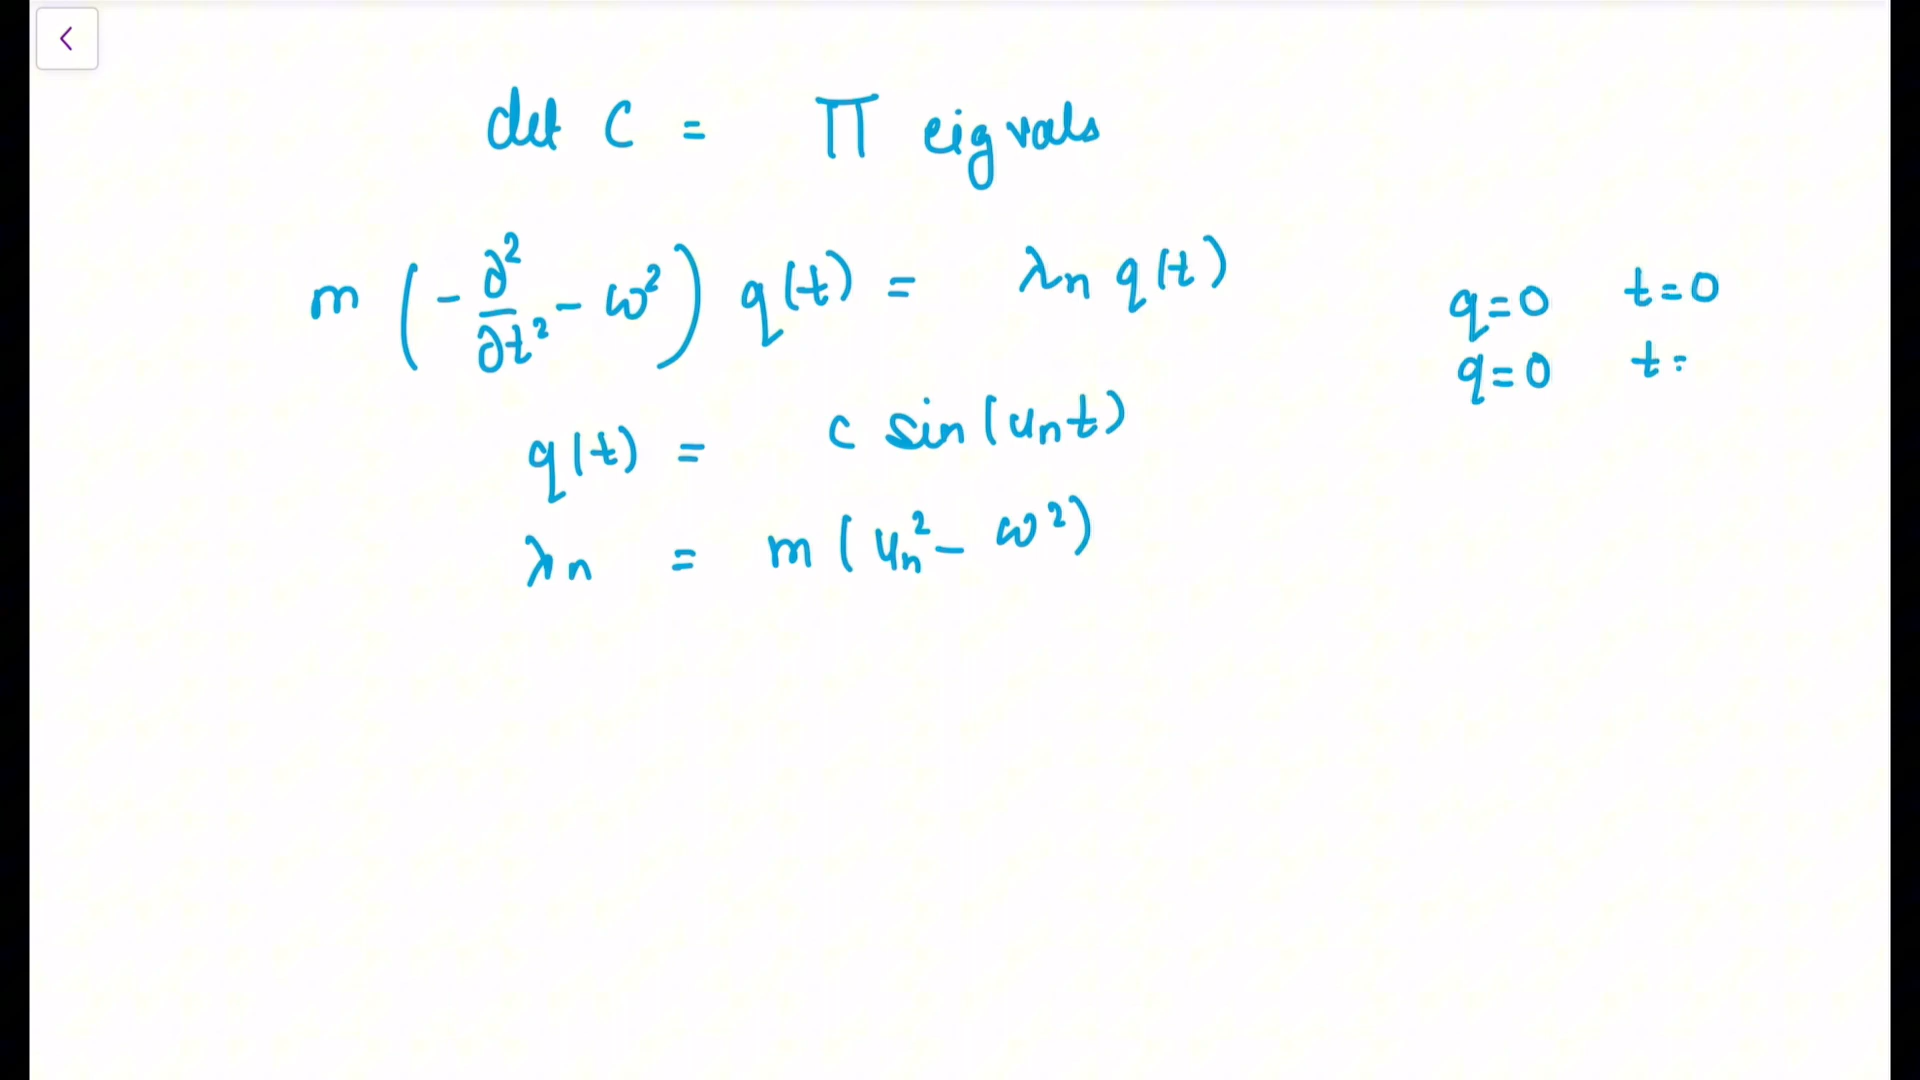 det C = Π eigvals
m (-∂²/∂t² - ω²) q(t) = λn q(t)
q=0 t=0
q=0 t=
q(t) = c sin(un t)
λn = m(un² - ω²)